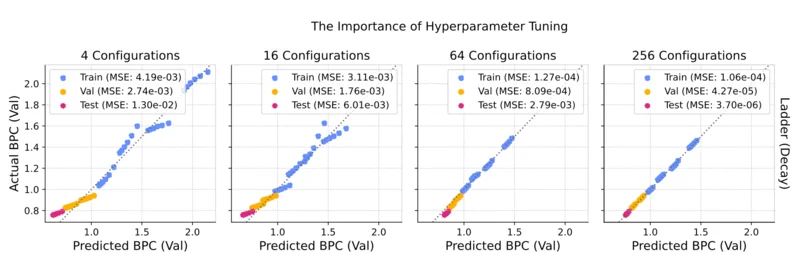 The Importance of Hyperparameter Tuning
4 Configurations
16 Configurations
64 Configurations
256 Configurations
Actual BPC (Val)
2.0
1.8
1.6
1.4
1.2
1.0
0.8
Train (MSE: 4.19e-03)
Val (MSE: 2.74e-03)
Test (MSE: 1.30e-02)
Train (MSE: 3.11e-03)
Val (MSE: 1.76e-03)
Test (MSE: 6.01e-03)
Train (MSE: 1.27e-04)
Val (MSE: 8.09e-04)
Test (MSE: 2.79e-03)
Train (MSE: 1.06e-04)
Val (MSE: 4.27e-05)
Test (MSE: 3.70e-06)
Ladder (Decay)
1.0 1.5 2.0
1.0 1.5 2.0
1.0 1.5 2.0
1.0 1.5 2.0
Predicted BPC (Val)
Predicted BPC (Val)
Predicted BPC (Val)
Predicted BPC (Val)